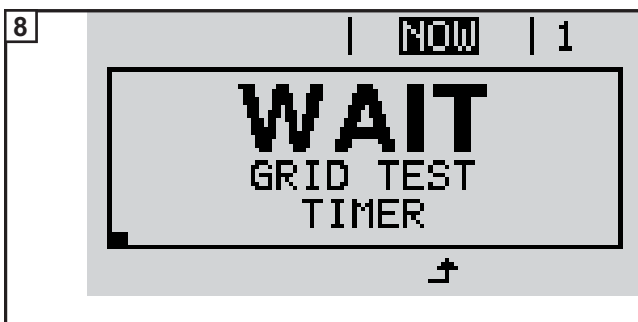 8
| NOW | 1
WAIT
GRID TEST
TIMER